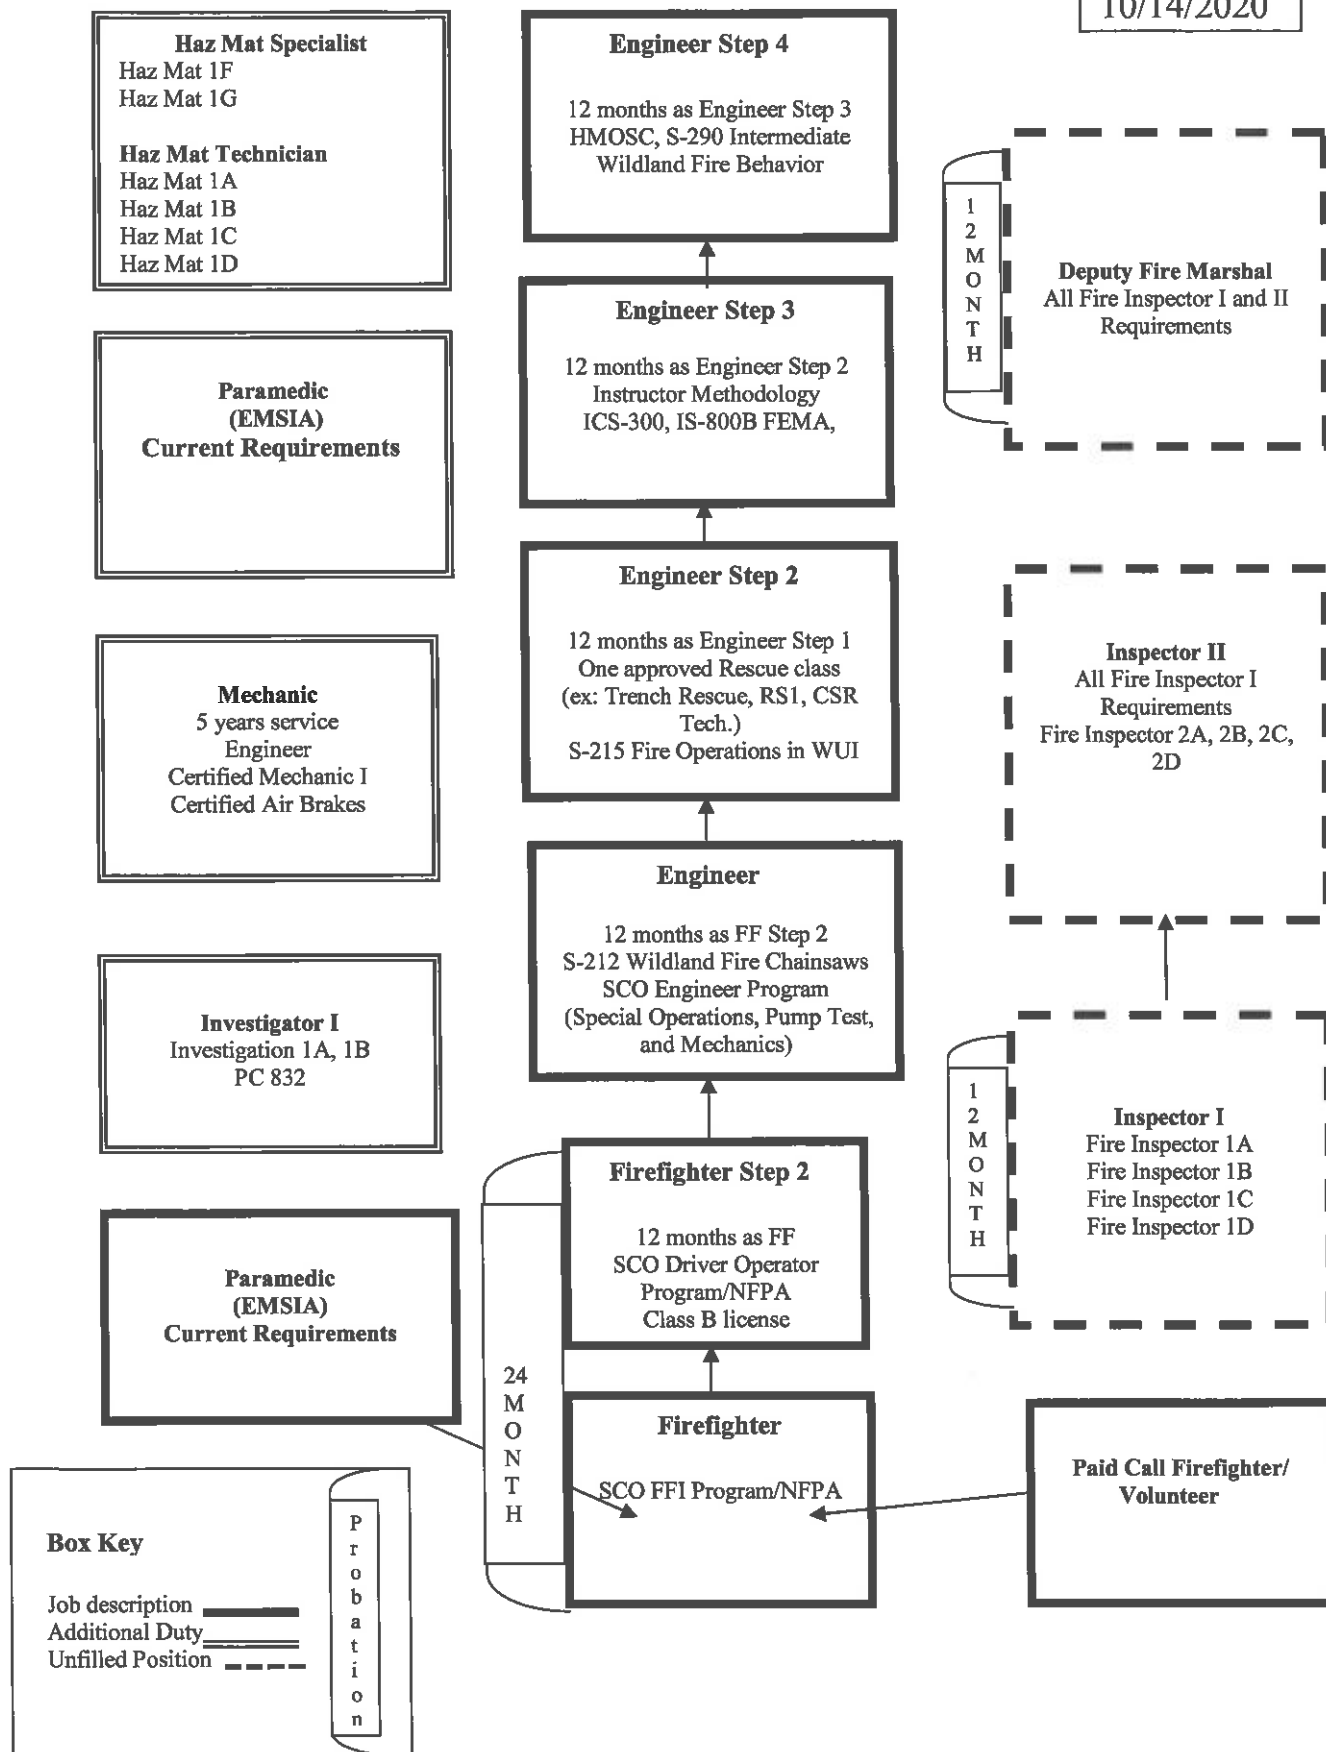 10/14/2020
Haz Mat Specialist
Haz Mat 1F
Haz Mat 1G
Haz Mat Technician
Haz Mat 1A
Haz Mat 1B
Haz Mat 1C
Haz Mat 1D
Paramedic
(EMSIA)
Current Requirements
Mechanic
5 years service
Engineer
Certified Mechanic I
Certified Air Brakes
Investigator I
Investigation 1A, 1B
PC 832
Paramedic
(EMSIA)
Current Requirements
Box Key
Job description
Additional Duty
Unfilled Position
Probation
Engineer Step 4
12 months as Engineer Step 3
HMOSC, S-290 Intermediate
Wildland Fire Behavior
Engineer Step 3
12 months as Engineer Step 2
Instructor Methodology
ICS-300, IS-800B FEMA,
Engineer Step 2
12 months as Engineer Step 1
One approved Rescue class
(ex: Trench Rescue, RS1, CSR
Tech.)
S-215 Fire Operations in WUI
Engineer
12 months as FF Step 2
S-212 Wildland Fire Chainsaws
SCO Engineer Program
(Special Operations, Pump Test,
and Mechanics)
Firefighter Step 2
12 months as FF
SCO Driver Operator
Program/NFPA
Class B license
24 MONTH
Firefighter
SCO FFI Program/NFPA
12 MONTH
Deputy Fire Marshal
All Fire Inspector I and II
Requirements
Inspector II
All Fire Inspector I
Requirements
Fire Inspector 2A, 2B, 2C,
2D
12 MONTH
Inspector I
Fire Inspector 1A
Fire Inspector 1B
Fire Inspector 1C
Fire Inspector 1D
Paid Call Firefighter/
Volunteer